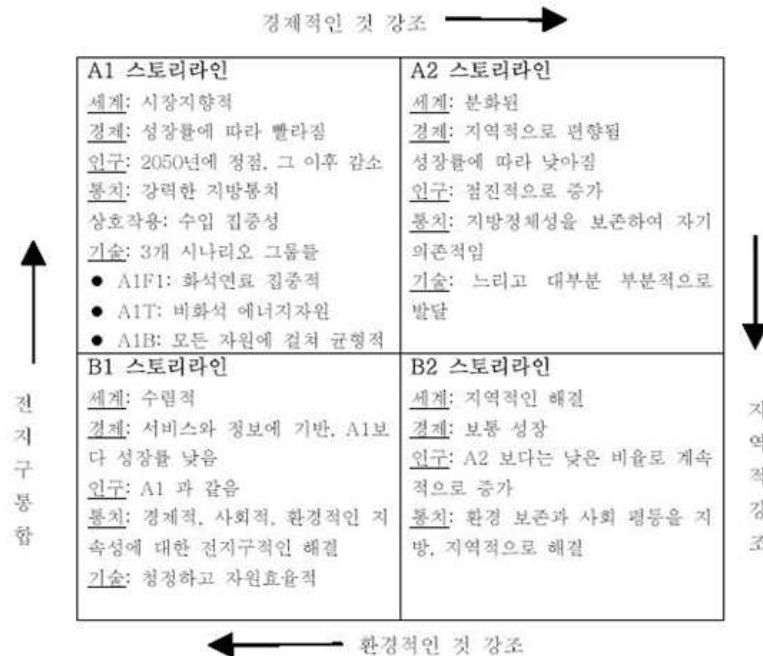 경제적인 것 강조
A1 스토리라인
세계: 시장지향적
경제: 성장률에 따라 빨라짐
인구: 2050년에 정점, 그 이후 감소
통치: 강력한 지방통치
상호작용: 수입 집중성
기술: 3개 시나리오 그룹들
● A1F1: 화석연료 집중적
● A1T: 비화석 에너지자원
● A1B: 모든 자원에 걸쳐 균형적
A2 스토리라인
세계: 분화된
경제: 지역적으로 편향됨
성장률에 따라 낮아짐
인구: 점진적으로 증가
통치: 지방정체성을 보존하여 자기
의존적임
기술: 느리고 대부분 부분적으로
발달
B1 스토리라인
세계: 수렴적
경제: 서비스와 정보에 기반, A1보
다 성장률 낮음
인구: A1 과 같음
통치: 경제적, 사회적, 환경적인 지
속성에 대한 전지구적인 해결
기술: 청정하고 자원효율적
B2 스토리라인
세계: 지역적인 해결
경제: 보통 성장
인구: A2 보다는 낮은 비율로 계속
적으로 증가
통치: 환경 보존과 사회 평등을 지
방, 지역적으로 해결
전지구통합
지역적강조
환경적인 것 강조